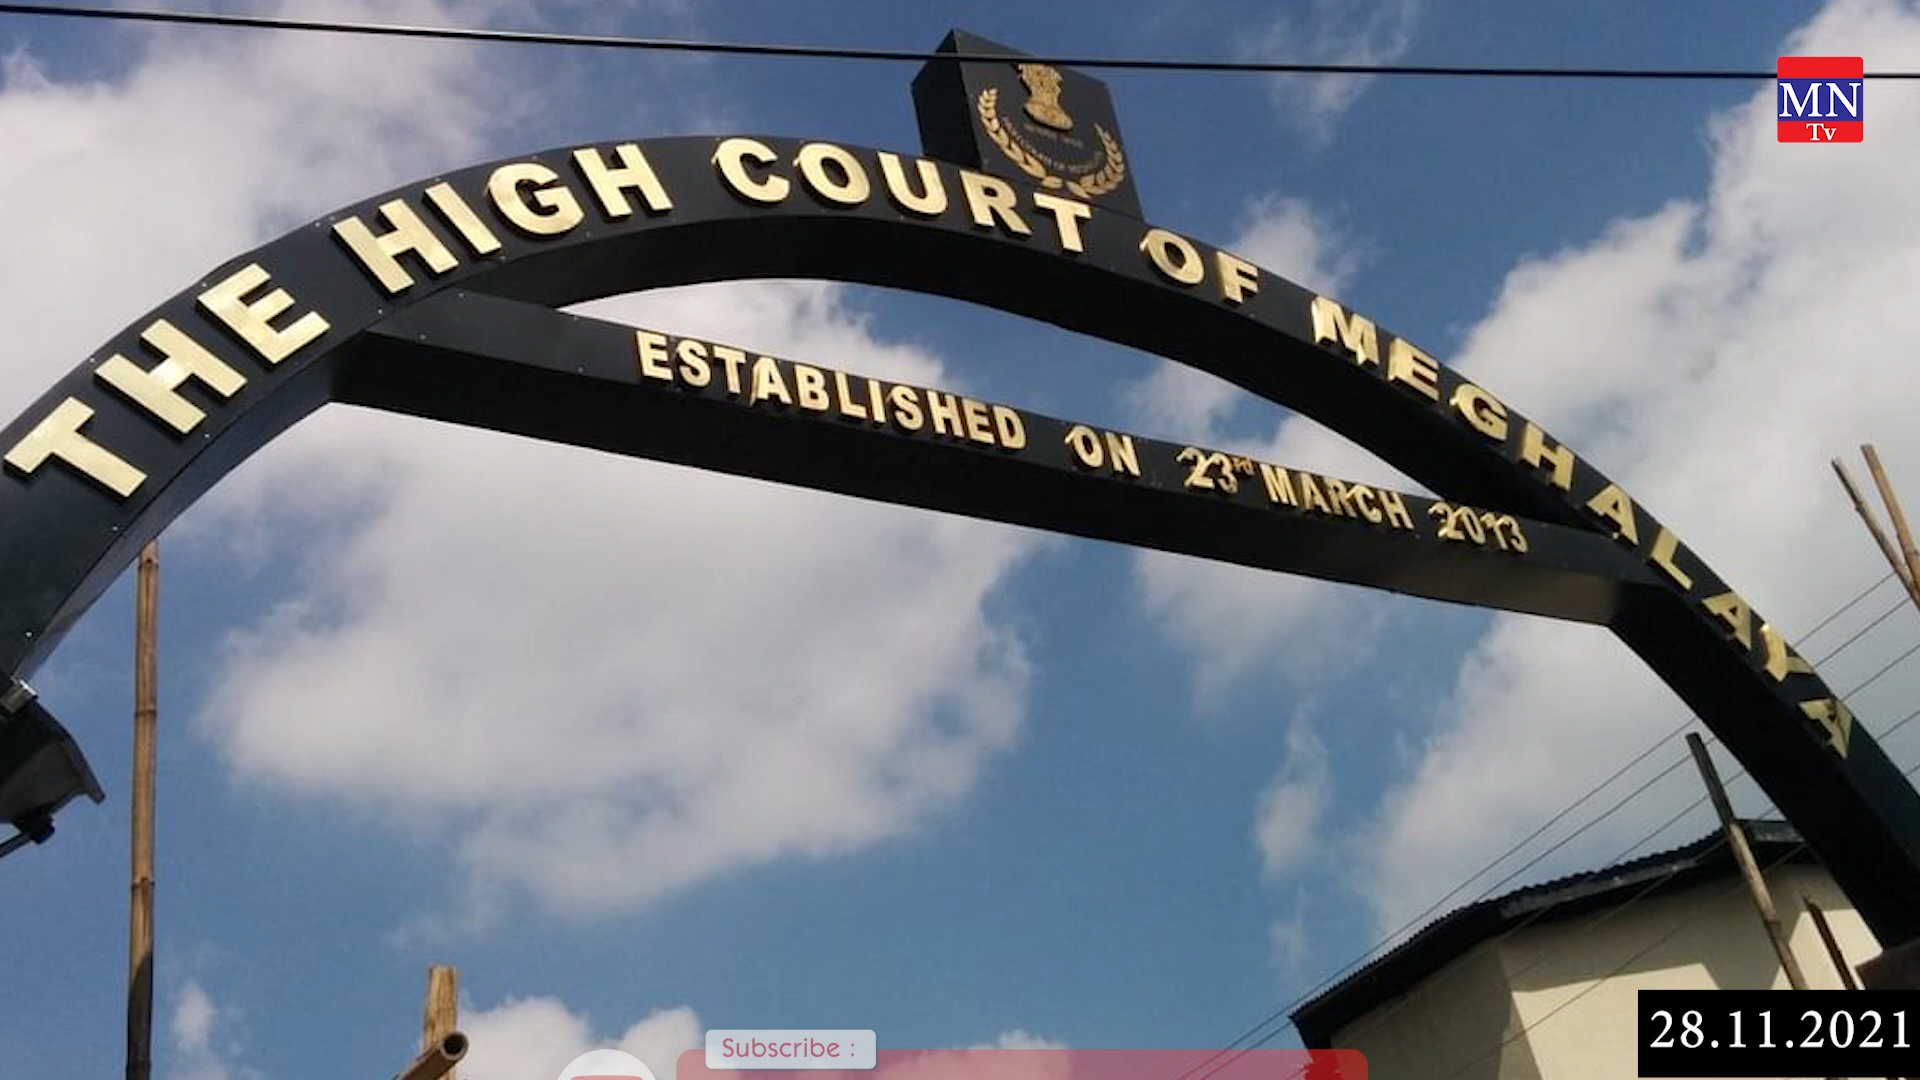 MN
Tv
THE HIGH COURT OF MEGHALAYA
ESTABLISHED ON 23rd MARCH 2013
28.11.2021
Subscribe :